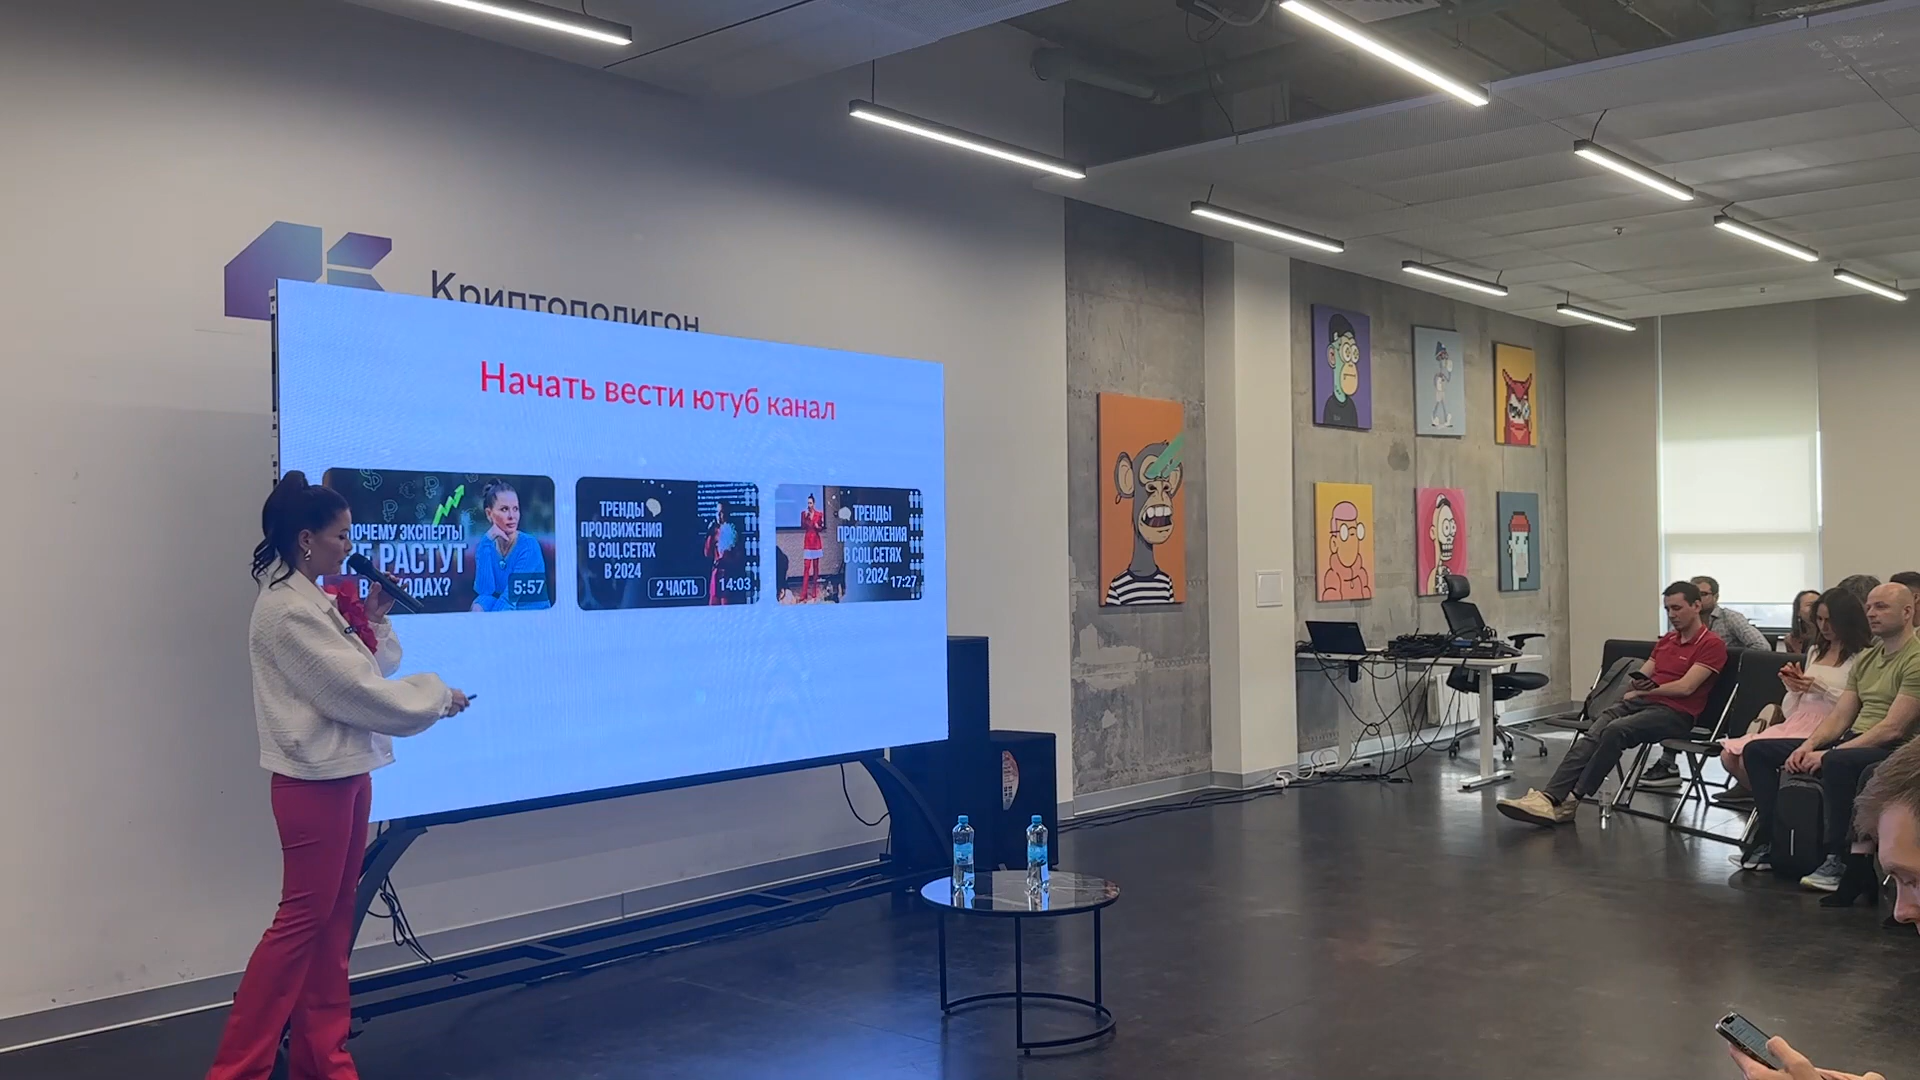 Криптополигон
Начать вести ютуб канал
ПОЧЕМУ ЭКСПЕРТЫ
НЕ РАСТУТ
5:57
ТРЕНДЫ
ПРОДВИЖЕНИЯ
В СОЦ.СЕТЯХ
В 2024
2 ЧАСТЬ
14:03
ТРЕНДЫ
ПРОДВИЖЕНИЯ
В СОЦ.СЕТЯХ
В 2024
17:27